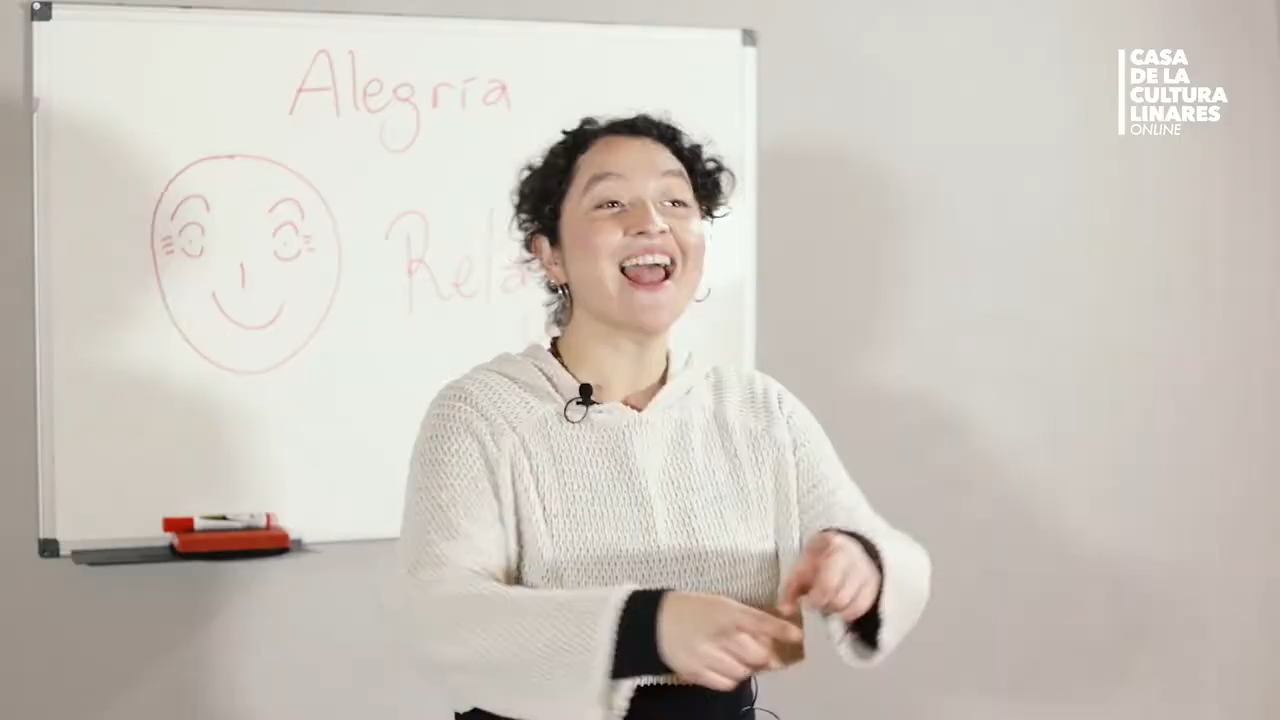 Alegría
CASA
DE LA
CULTURA
LINARES
ONLINE